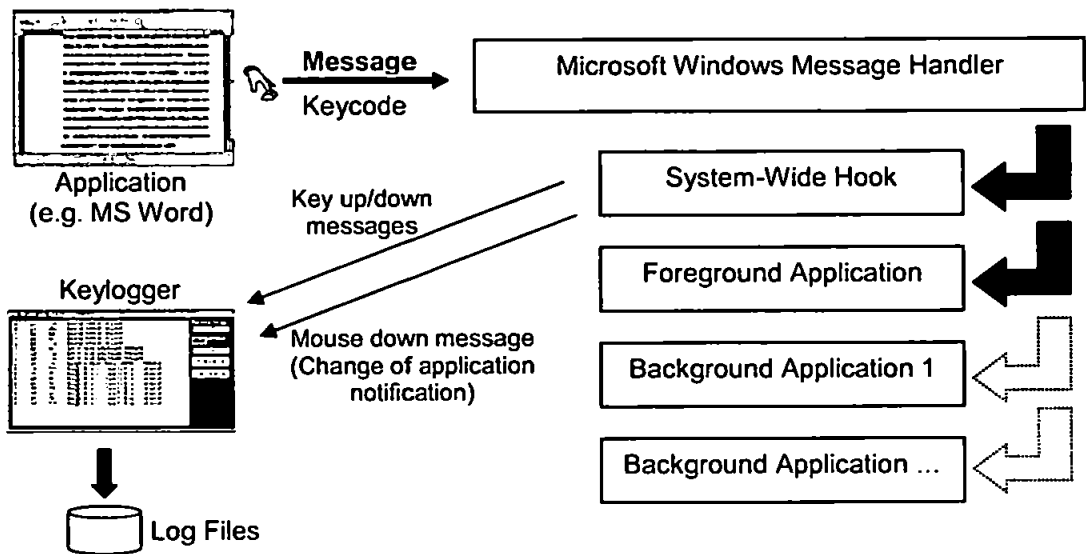 Message
Keycode
Microsoft Windows Message Handler
Application
(e.g. MS Word)
System-Wide Hook
Key up/down
messages
Foreground Application
Keylogger
Mouse down message
(Change of application
notification)
Background Application 1
Background Application ...
Log Files